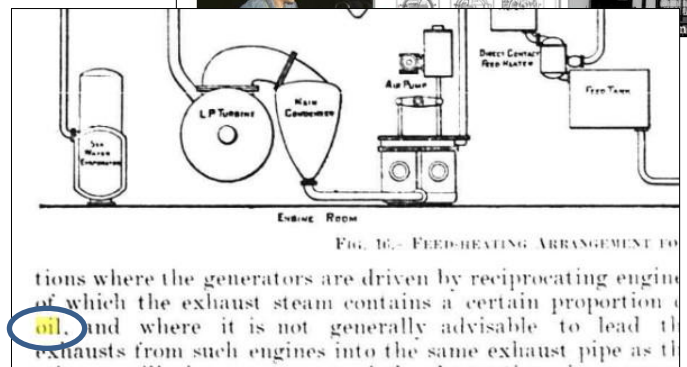 DIRECT CONTACT
FEED HEATER
AIR PUMP
FEED TANK
L P TURBINE
MAIN
CONDENSER
SEA
WATER
EVAPORATOR
ENGINE ROOM
FIG. 16.- FEED-HEATING ARRANGEMENT FO
tions where the generators are driven by reciprocating engine
of which the exhaust steam contains a certain proportion o
oil, and where it is not generally advisable to lead th
exhausts from such engines into the same exhaust pipe as th